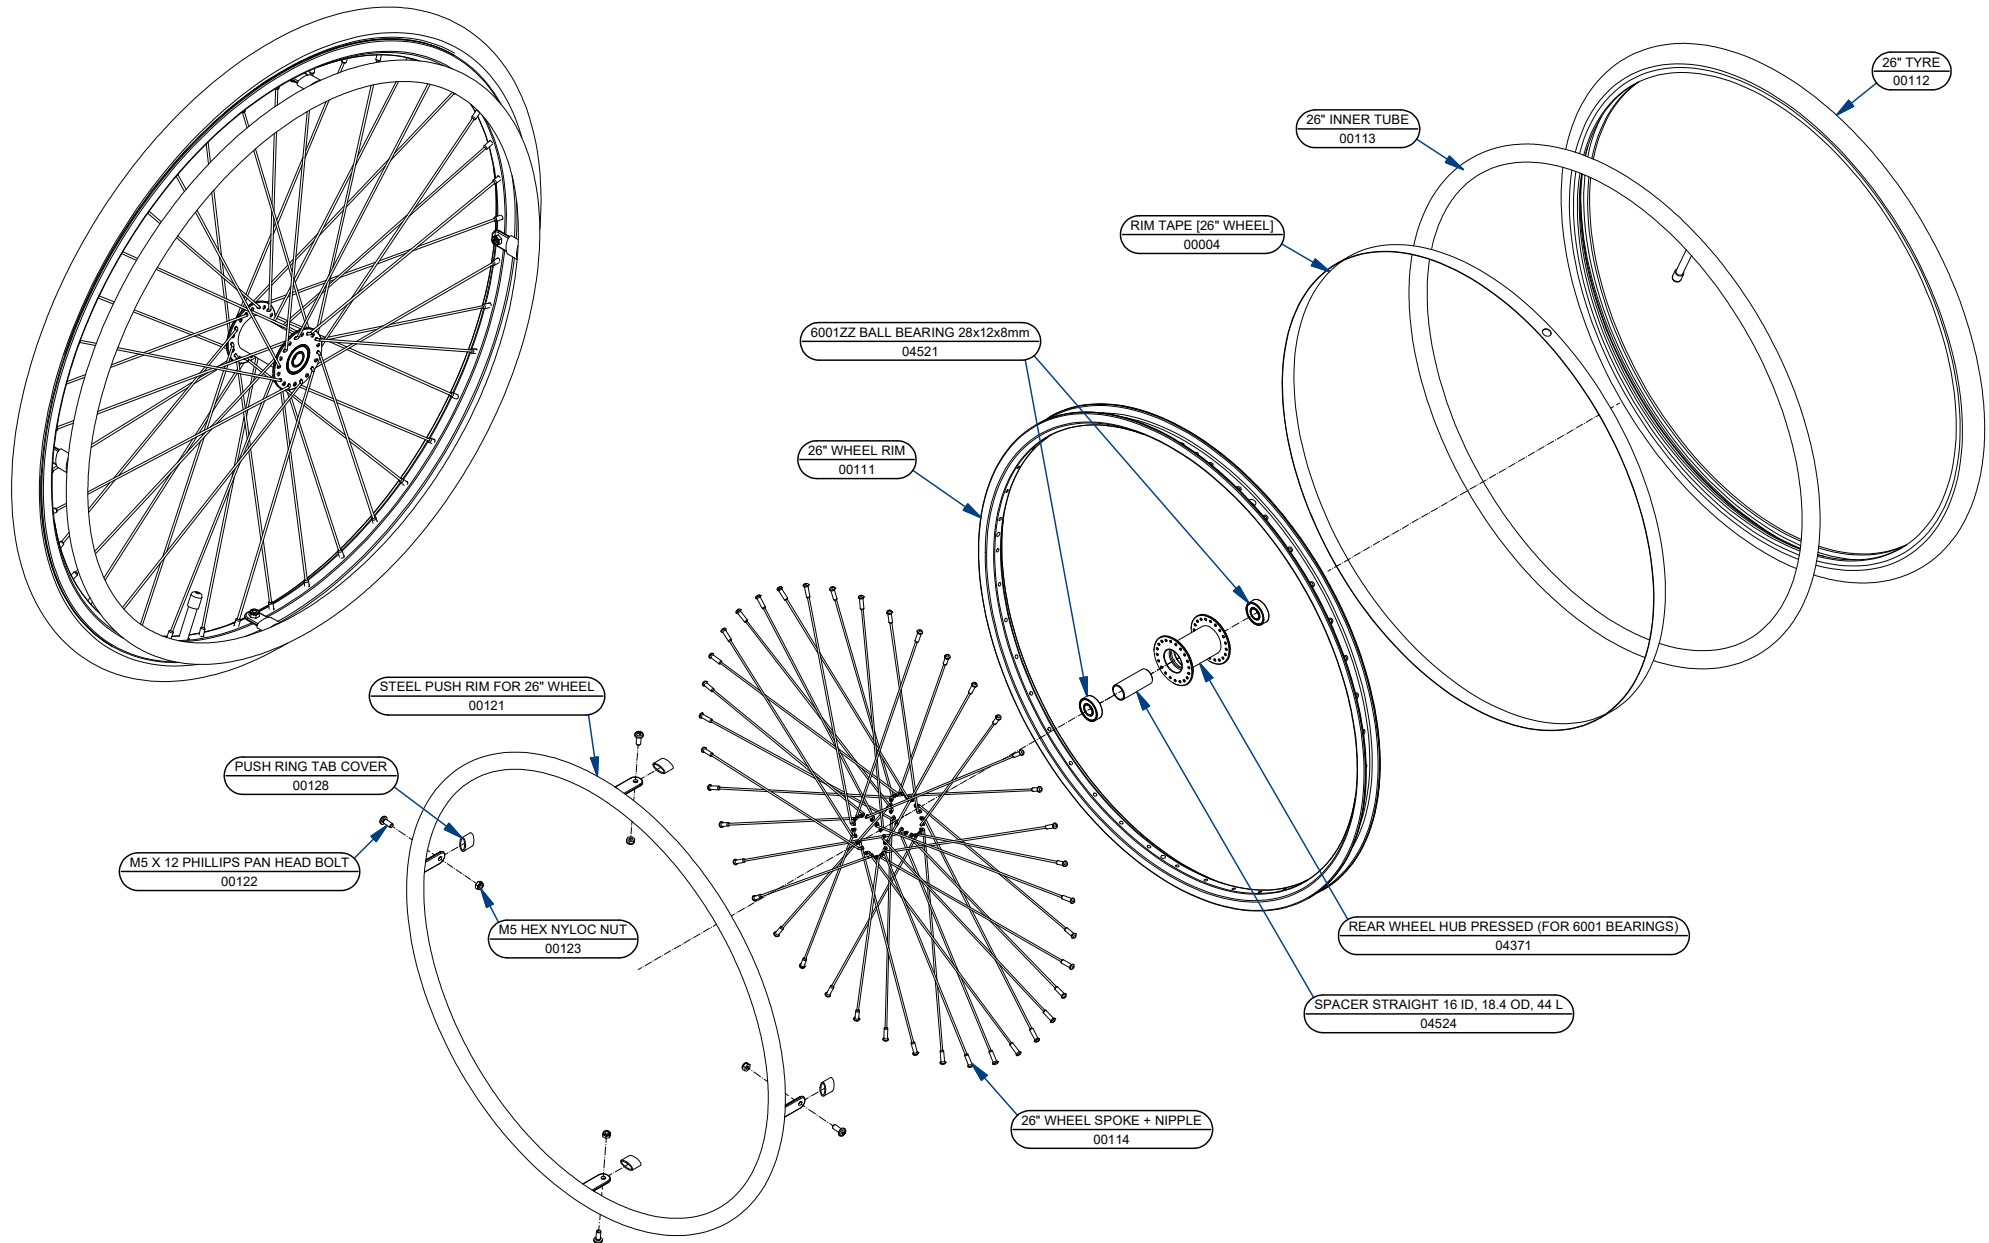 26" TYRE
00112
26" INNER TUBE
00113
RIM TAPE [26" WHEEL]
00004
6001ZZ BALL BEARING 28x12x8mm
04521
26" WHEEL RIM
00111
STEEL PUSH RIM FOR 26" WHEEL
00121
PUSH RING TAB COVER
00128
M5 X 12 PHILLIPS PAN HEAD BOLT
00122
M5 HEX NYLOC NUT
00123
REAR WHEEL HUB PRESSED (FOR 6001 BEARINGS)
04371
SPACER STRAIGHT 16 ID, 18.4 OD, 44 L
04524
26" WHEEL SPOKE + NIPPLE
00114